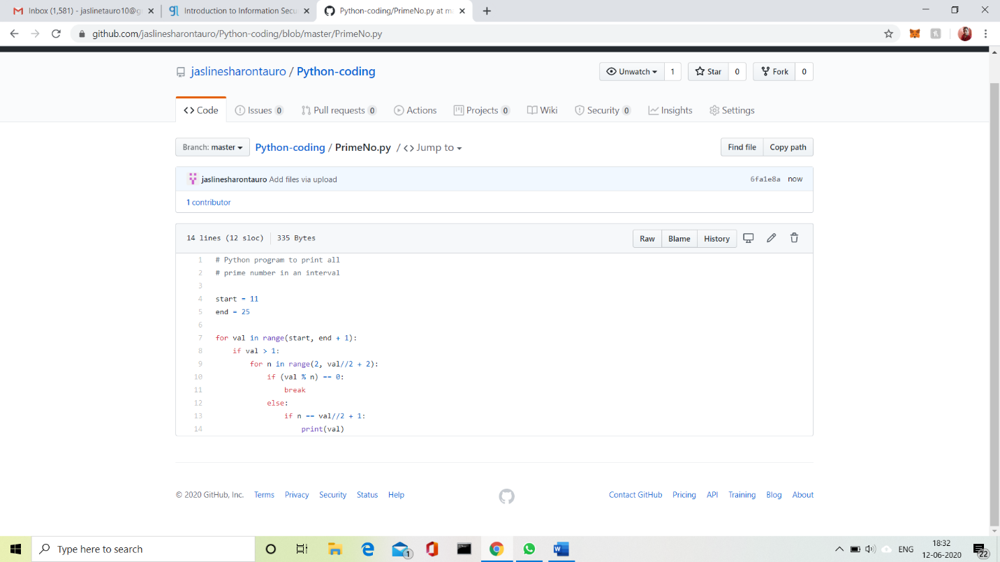 Inbox (1,581) - jaslinetauro10@g
Introduction to Information Secu
Python-coding/PrimeNo.py at ma
github.com/jaslinesharontauro/Python-coding/blob/master/PrimeNo.py
jaslinesharontauro / Python-coding
Unwatch 1 Star 0 Fork 0
Code Issues 0 Pull requests 0 Actions Projects 0 Wiki Security 0 Insights Settings
Branch: master Python-coding / PrimeNo.py / <> Jump to
Find file Copy path
jaslinesharontauro Add files via upload 6fa1e8a now
1 contributor
14 lines (12 sloc) 335 Bytes Raw Blame History
1 # Python program to print all
2 # prime number in an interval
3
4 start = 11
5 end = 25
6
7 for val in range(start, end + 1):
8 if val > 1:
9 for n in range(2, val//2 + 2):
10 if (val % n) == 0:
11 break
12 else:
13 if n == val//2 + 1:
14 print(val)
© 2020 GitHub, Inc. Terms Privacy Security Status Help Contact GitHub Pricing API Training Blog About
Type here to search
1
ENG
18:32
12-06-2020
22